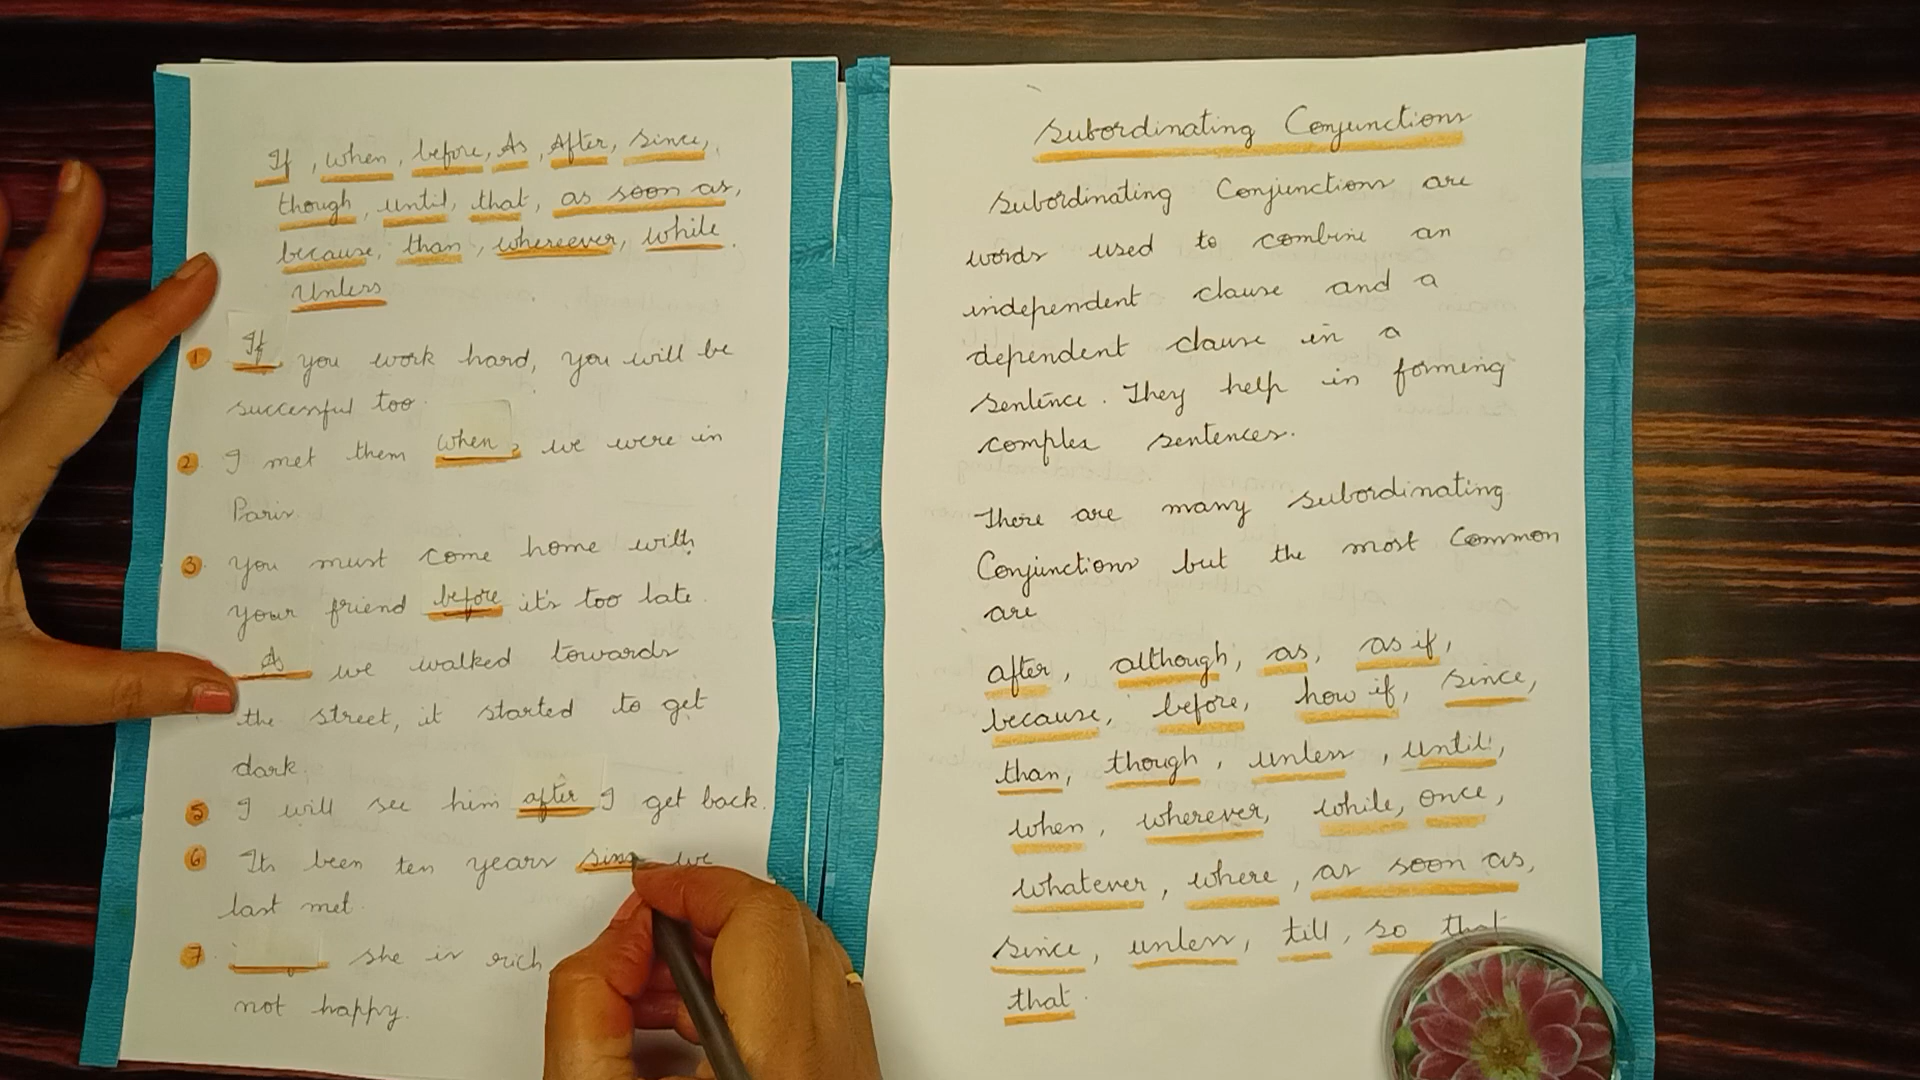 If, when, before, As, After, since,
though, until, that, as soon as,
because, than, whereever, while.
Unless
1 If you work hard, you will be
successful too.
2. I met them when, we were in
Paris.
3 You must come home with
your friend before it's too late.
As we walked towards
the street, it started to get
dark.
5 I will see him after I get back.
6 Its been ten years sinc we
last met.
7. she is rich
not happy.
Subordinating Conjunctions
Subordinating Conjunctions are
words used to combine an
independent clause and a
dependent clause in a
sentence. They help in forming
complex sentences.
There are many subordinating
Conjunctions but the most Common
are
after, although, as, as if,
because, before, how if, since,
than, though, unless, until,
when, wherever, while, once,
whatever, where, as soon as,
since, unless, till, so that
that.